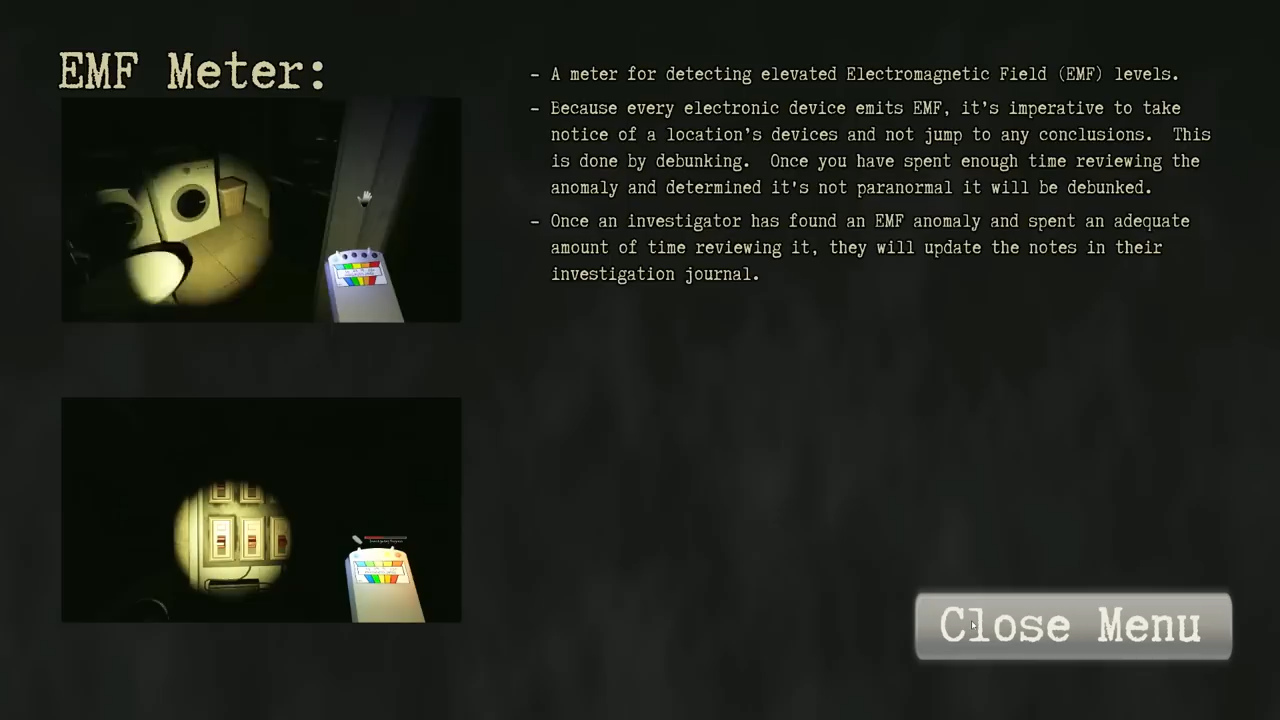 EMF Meter:
- A meter for detecting elevated Electromagnetic Field (EMF) levels.
- Because every electronic device emits EMF, it's imperative to take
notice of a location's devices and not jump to any conclusions.  This
is done by debunking.  Once you have spent enough time reviewing the
anomaly and determined it's not paranormal it will be debunked.
- Once an investigator has found an EMF anomaly and spent an adequate
amount of time reviewing it, they will update the notes in their
investigation journal.
Close Menu